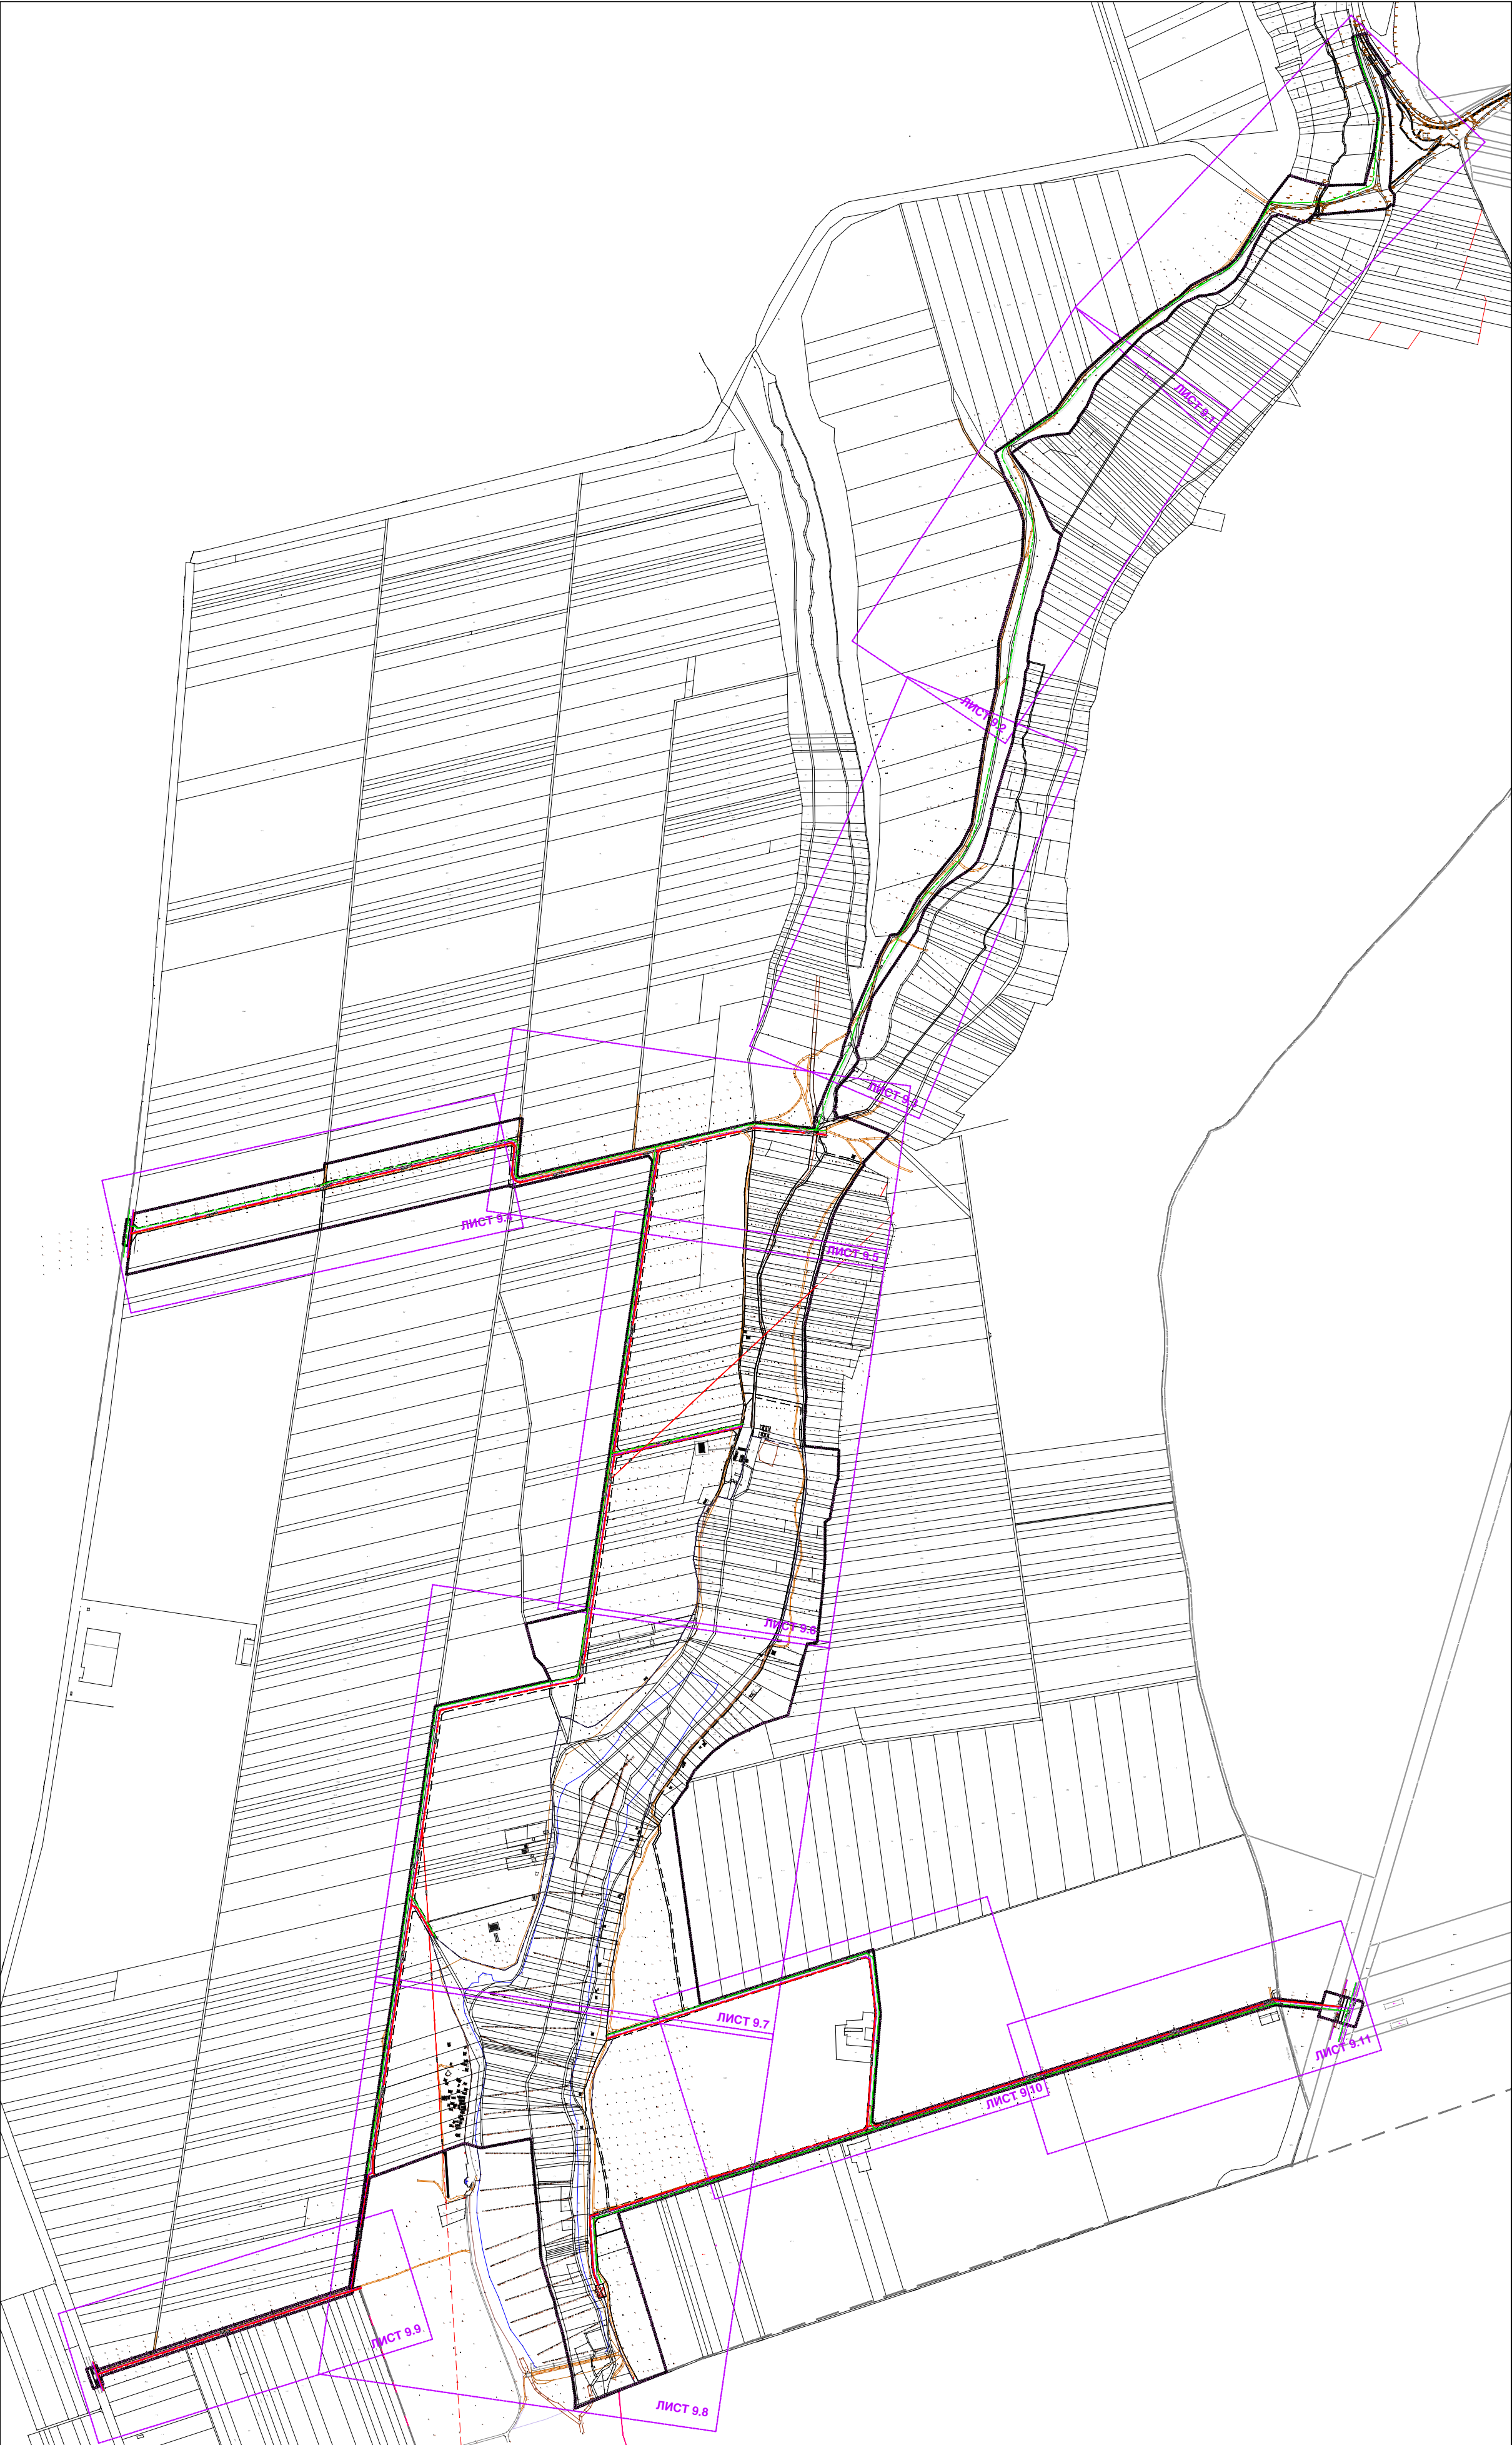 ЛИСТ 9.1
ЛИСТ 9.2
ЛИСТ 9.3
ЛИСТ 9.4
ЛИСТ 9.5
ЛИСТ 9.6
ЛИСТ 9.7
ЛИСТ 9.11
ЛИСТ 9.10
ЛИСТ 9.9
ЛИСТ 9.8